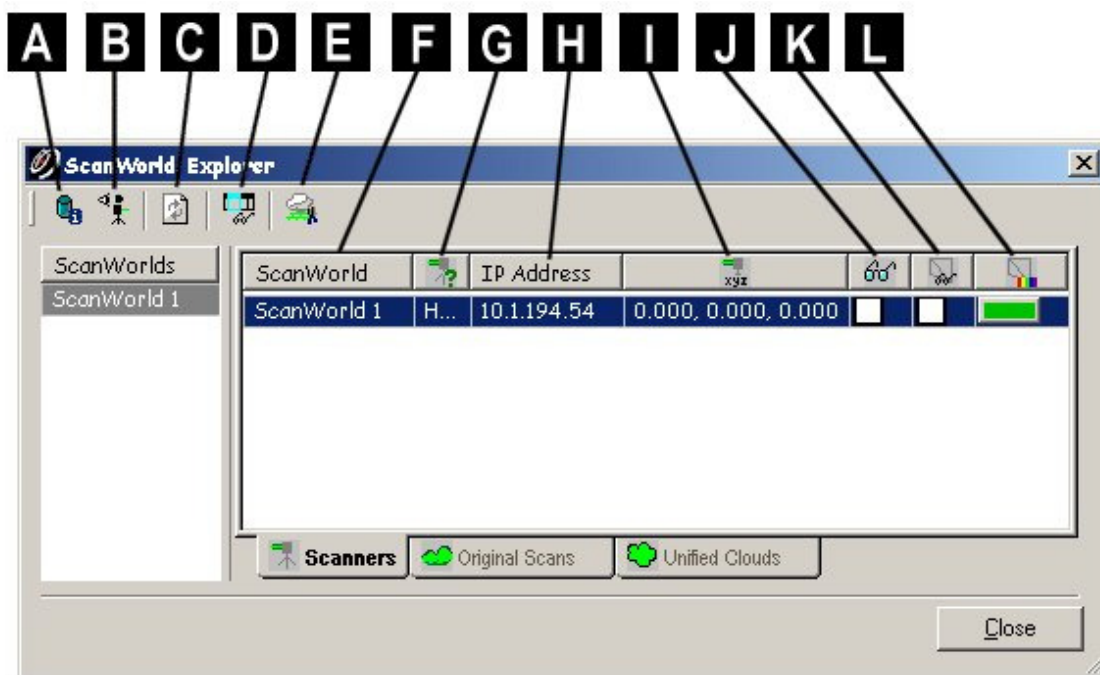 A B C D E F G H I J K L
ScanWorld Explorer
ScanWorlds
ScanWorld 1
ScanWorld IP Address xyz
ScanWorld 1 H... 10.1.194.54 0.000, 0.000, 0.000
Scanners Original Scans Unified Clouds
Close